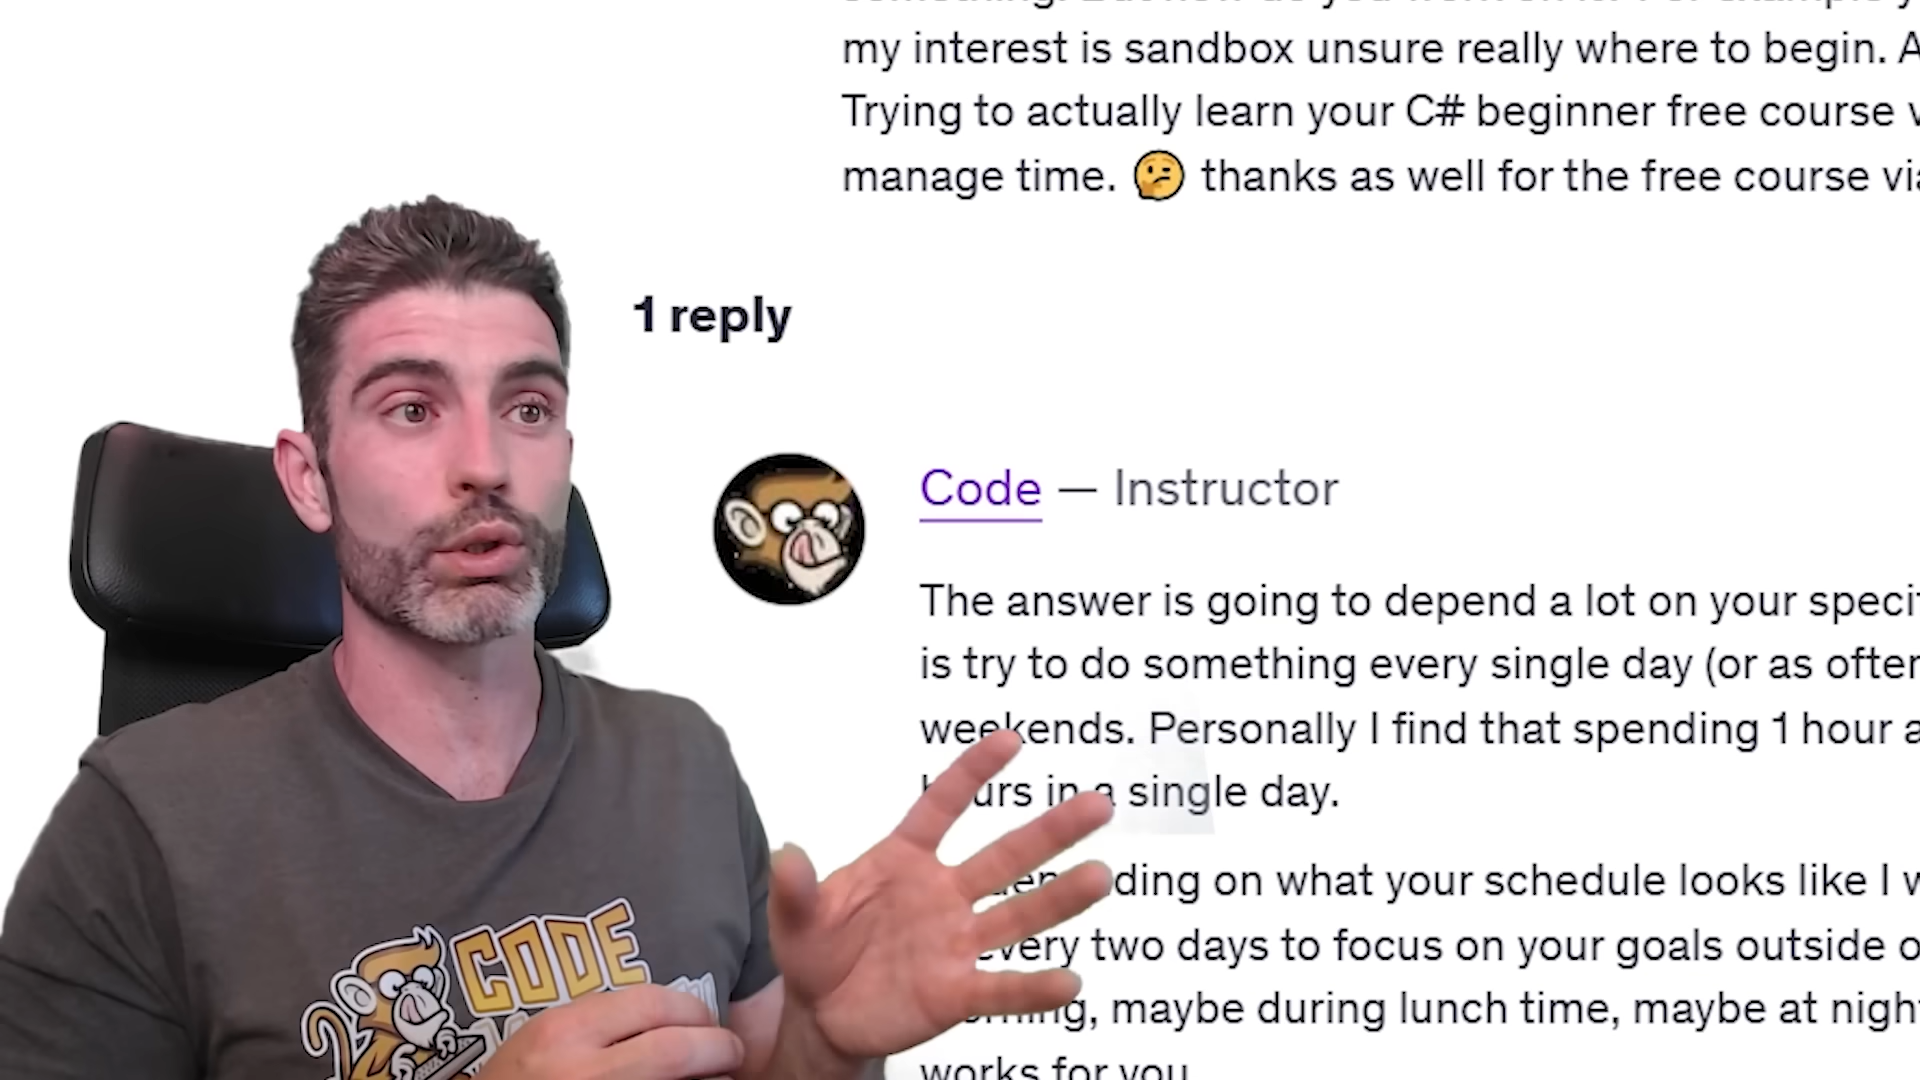 my interest is sandbox unsure really where to begin. A
Trying to actually learn your C# beginner free course
manage time. 🤔 thanks as well for the free course
1 reply
Code — Instructor
The answer is going to depend a lot on your
is try to do something every single day (or as
weekends. Personally I find that spending 1 hour
in a single day.
on what your schedule looks like I
every two days to focus on your goals outside
maybe during lunch time, maybe at
works for you
CODE